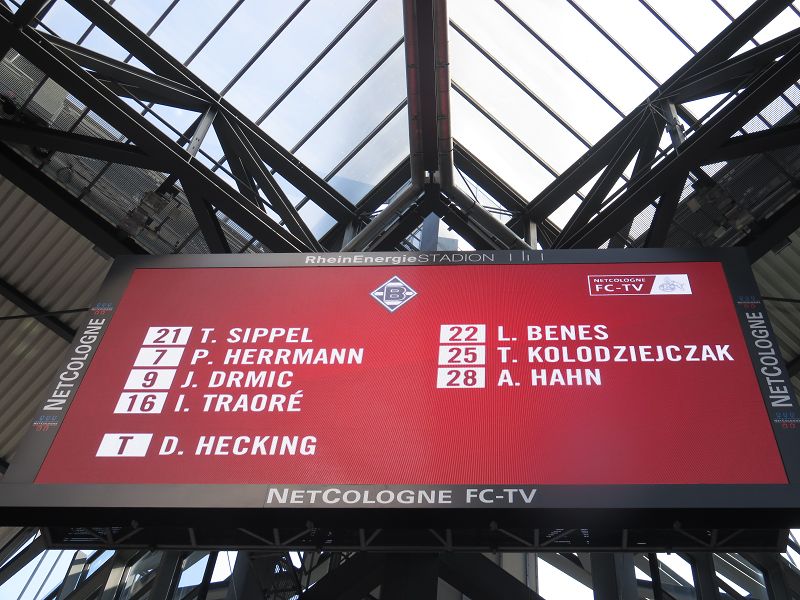 RheinEnergieSTADION
B
NETCOLOGNE
FC-TV
21 T. SIPPEL
7 P. HERRMANN
9 J. DRMIC
16 I. TRAORÉ
T D. HECKING
22 L. BENES
25 T. KOLODZIEJCZAK
28 A. HAHN
NETCOLOGNE
NETCOLOGNE
NETCOLOGNE FC-TV